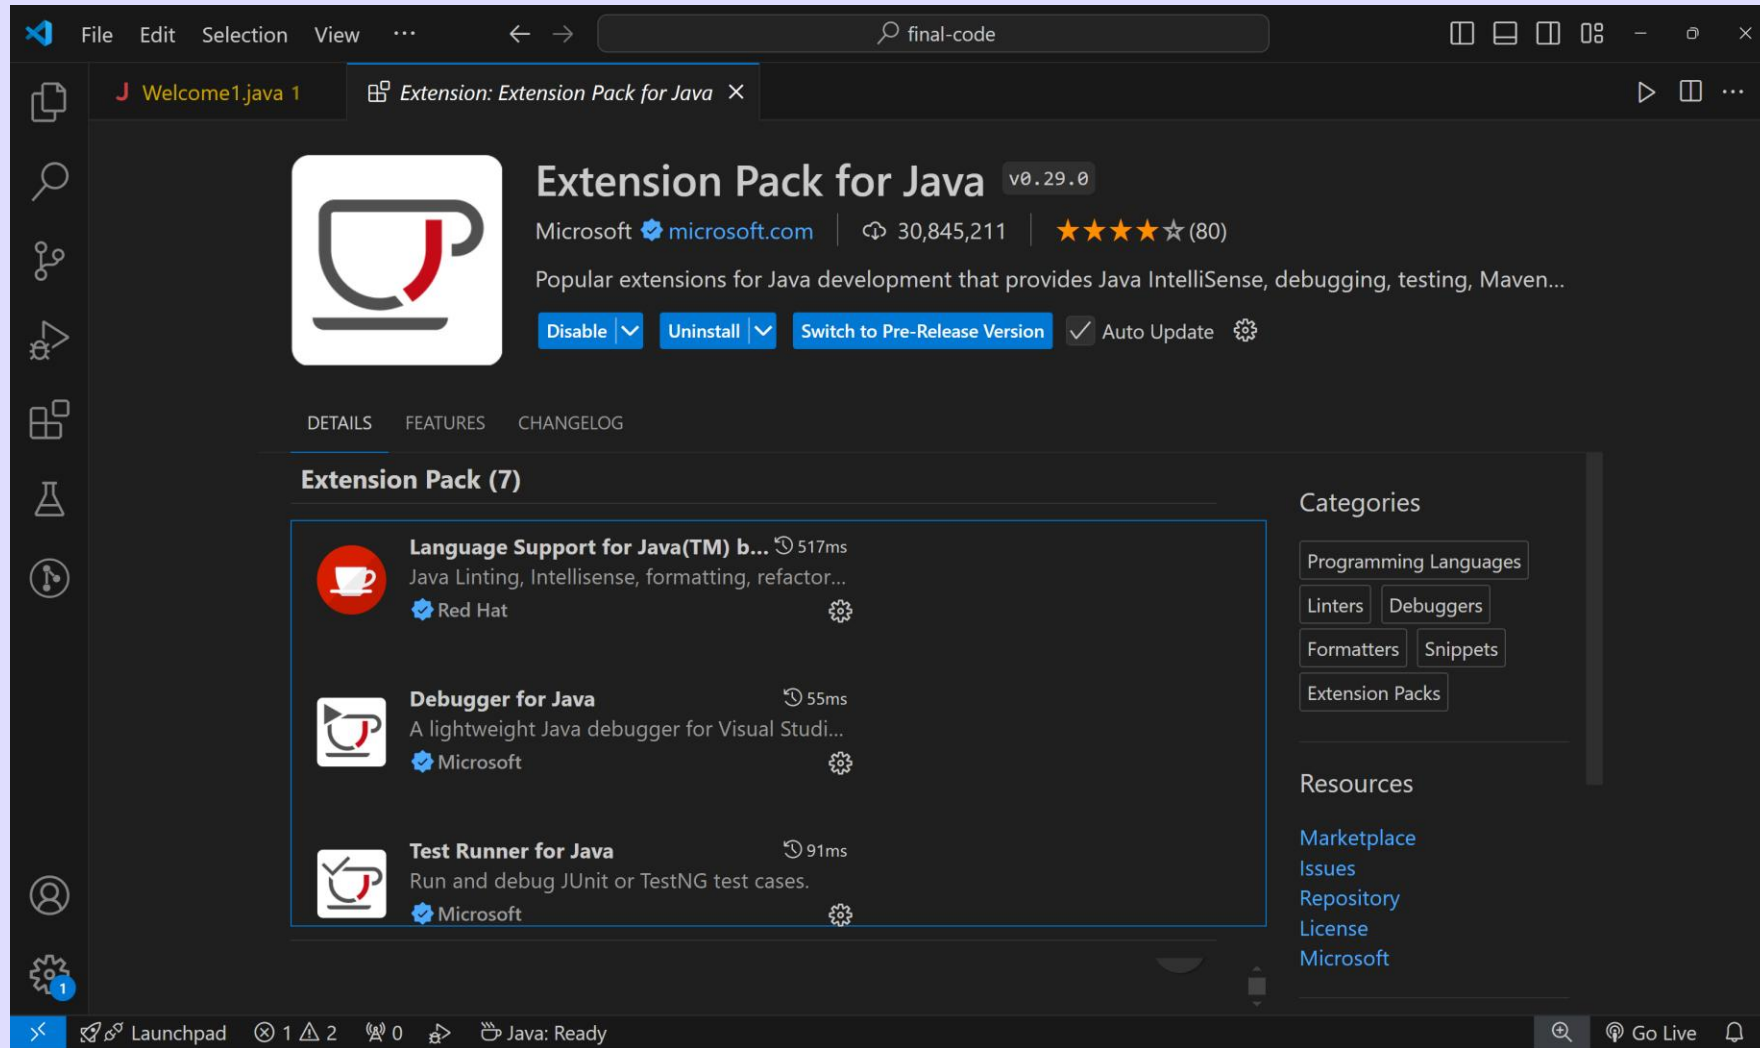 File Edit Selection View ··· final-code
Welcome1.java 1 Extension: Extension Pack for Java
Extension Pack for Java v0.29.0
Microsoft microsoft.com 30,845,211 (80)
Popular extensions for Java development that provides Java IntelliSense, debugging, testing, Maven...
Disable Uninstall Switch to Pre-Release Version Auto Update
DETAILS FEATURES CHANGELOG
Extension Pack (7)
Language Support for Java(TM) b... 517ms
Java Linting, Intellisense, formatting, refactor...
Red Hat
Debugger for Java 55ms
A lightweight Java debugger for Visual Studi...
Microsoft
Test Runner for Java 91ms
Run and debug JUnit or TestNG test cases.
Microsoft
Categories
Programming Languages
Linters Debuggers
Formatters Snippets
Extension Packs
Resources
Marketplace
Issues
Repository
License
Microsoft
1
Launchpad 1 2 0 Java: Ready Go Live